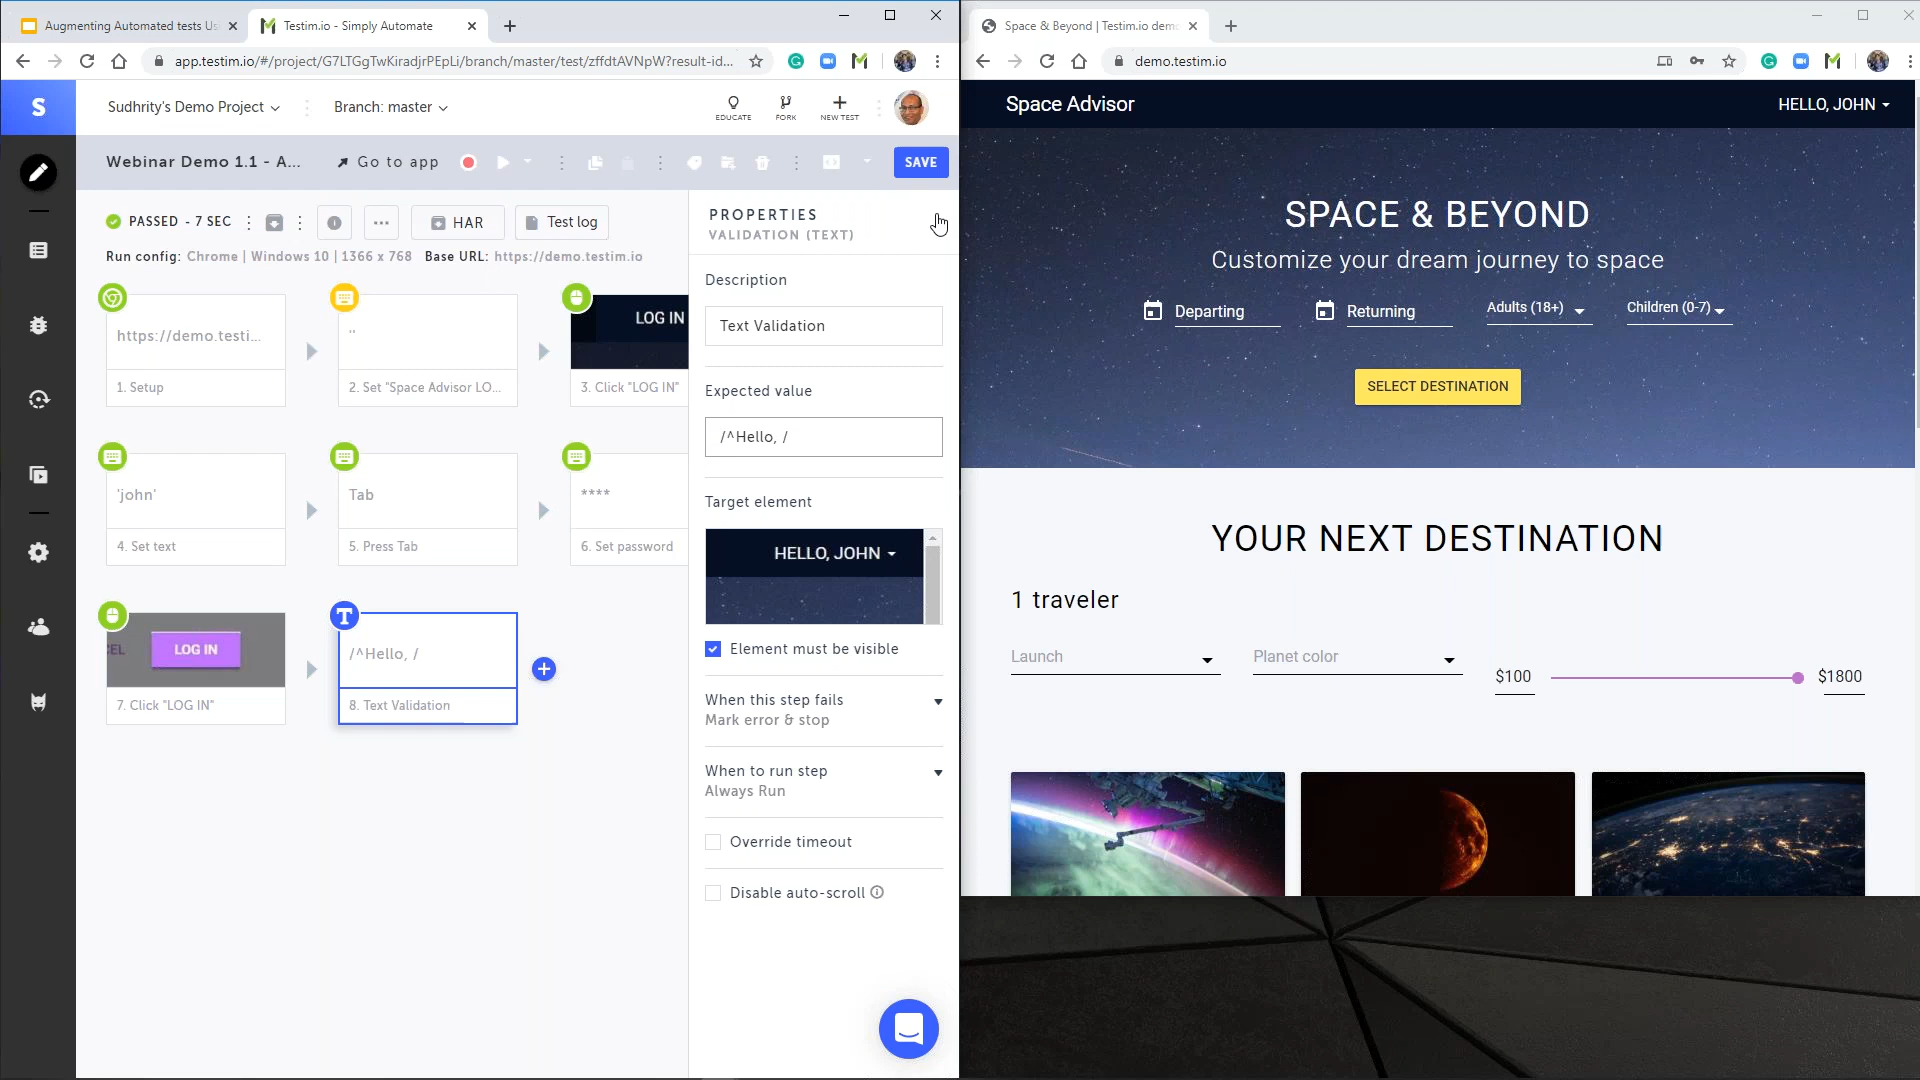 Augmenting Automated tests Us
Testim.io - Simply Automate
app.testim.io/#/project/G7LTGgTwKiradjrPEpLi/branch/master/test/zffdtAVNpW?result-id...
S
Sudhrity's Demo Project
Branch: master
EDUCATE
FORK
NEW TEST
Webinar Demo 1.1 - A...
Go to app
SAVE
PASSED - 7 SEC
HAR
Test log
Run config: Chrome | Windows 10 | 1366 x 768 Base URL: https://demo.testim.io
https://demo.testi...
1. Setup
''
2. Set "Space Advisor LO...
LOG IN
3. Click "LOG IN"
'john'
4. Set text
Tab
5. Press Tab
****
6. Set password
CEL
LOG IN
7. Click "LOG IN"
T
/^Hello, /
8. Text Validation
PROPERTIES
VALIDATION (TEXT)
Description
Text Validation
Expected value
/^Hello, /
Target element
HELLO, JOHN
Element must be visible
When this step fails
Mark error & stop
When to run step
Always Run
Override timeout
Disable auto-scroll
Space & Beyond | Testim.io demo
demo.testim.io
Space Advisor
HELLO, JOHN
SPACE & BEYOND
Customize your dream journey to space
Departing
Returning
Adults (18+)
Children (0-7)
SELECT DESTINATION
YOUR NEXT DESTINATION
1 traveler
Launch
Planet color
$100
$1800